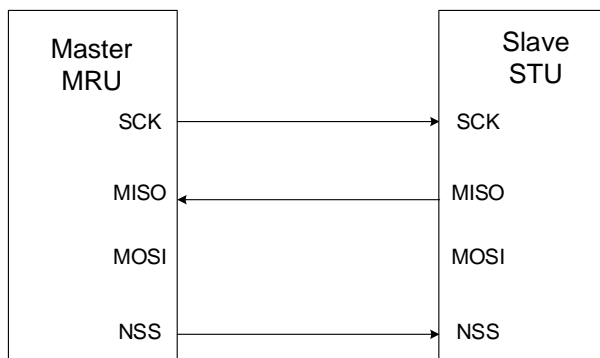 Master
MRU
Slave
STU
SCK
SCK
MISO
MISO
MOSI
MOSI
NSS
NSS